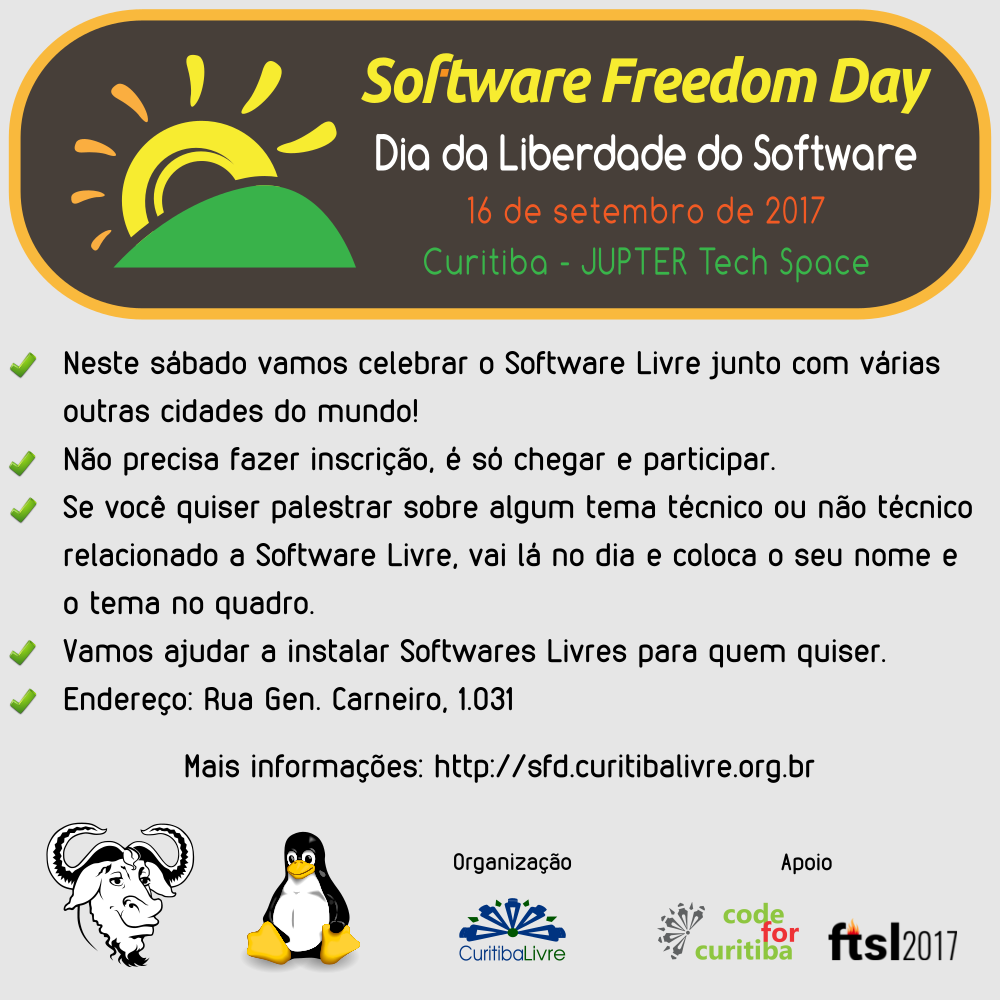 Software Freedom Day
Dia da Liberdade do Software
16 de setembro de 2017
Curitiba - JUPTER Tech Space
Neste sábado vamos celebrar o Software Livre junto com várias
outras cidades do mundo!
Não precisa fazer inscrição, é só chegar e participar.
Se você quiser palestrar sobre algum tema técnico ou não técnico
relacionado a Software Livre, vai lá no dia e coloca o seu nome e
o tema no quadro.
Vamos ajudar a instalar Softwares Livres para quem quiser.
Endereço: Rua Gen. Carneiro, 1.031
Mais informações: http://sfd.curitibalivre.org.br
Organização
CuritibaLivre
Apoio
code
for
curitiba
ftsl2017